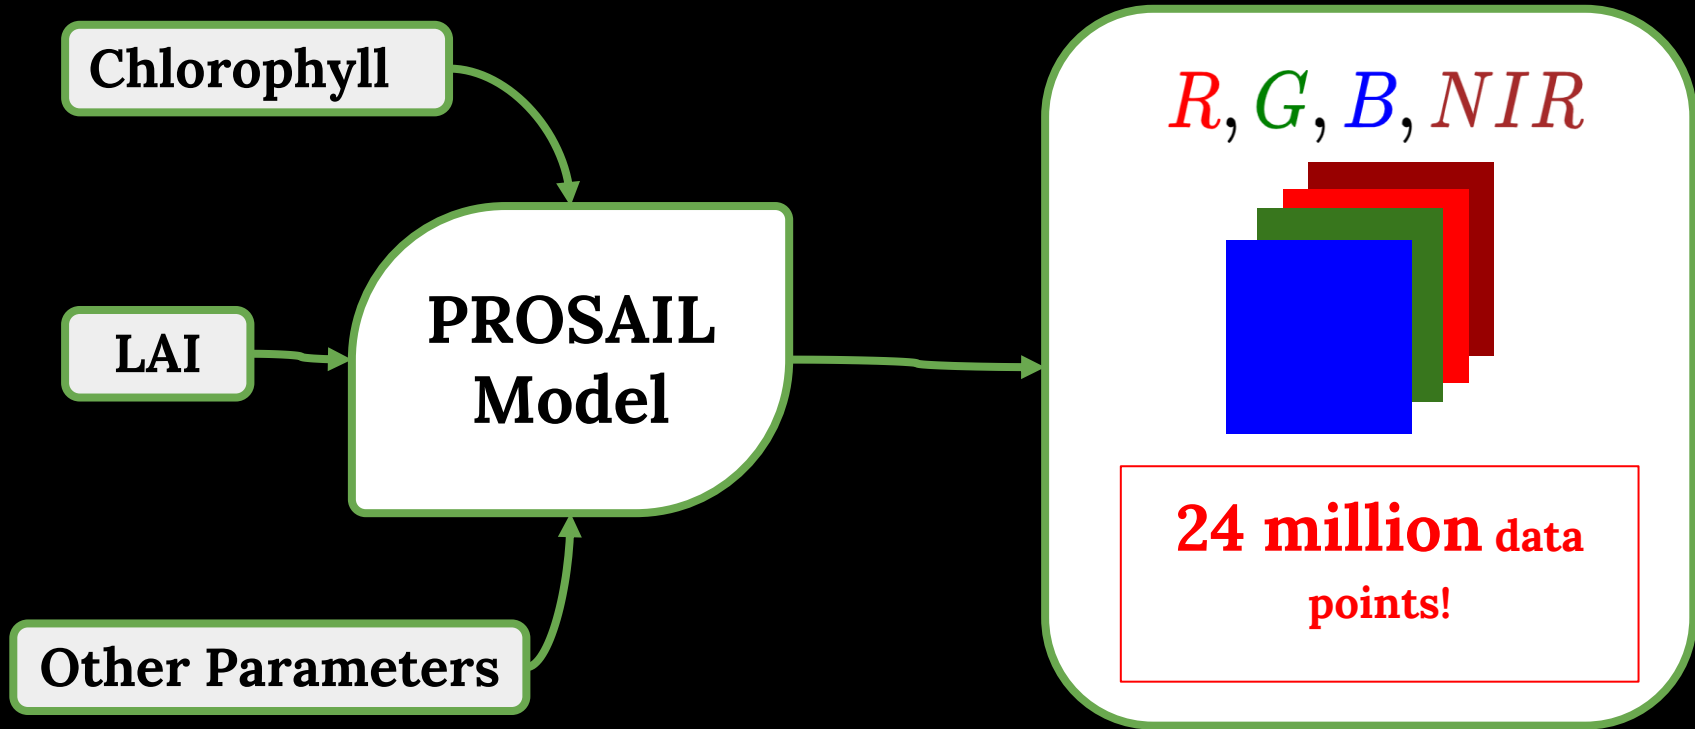 Chlorophyll
LAI
Other Parameters
PROSAIL
Model
R, G, B, NIR
24 million data
points!